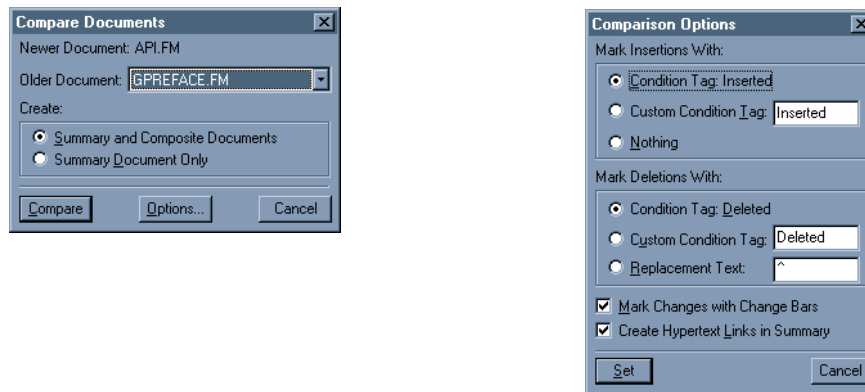 Compare Documents
Newer Document: API.FM
Older Document: GPREFACE.FM
Create:
Summary and Composite Documents
Summary Document Only
Compare Options... Cancel
Comparison Options
Mark Insertions With:
Condition Tag: Inserted
Custom Condition Tag: Inserted
Nothing
Mark Deletions With:
Condition Tag: Deleted
Custom Condition Tag: Deleted
Replacement Text: ^
Mark Changes with Change Bars
Create Hypertext Links in Summary
Set Cancel